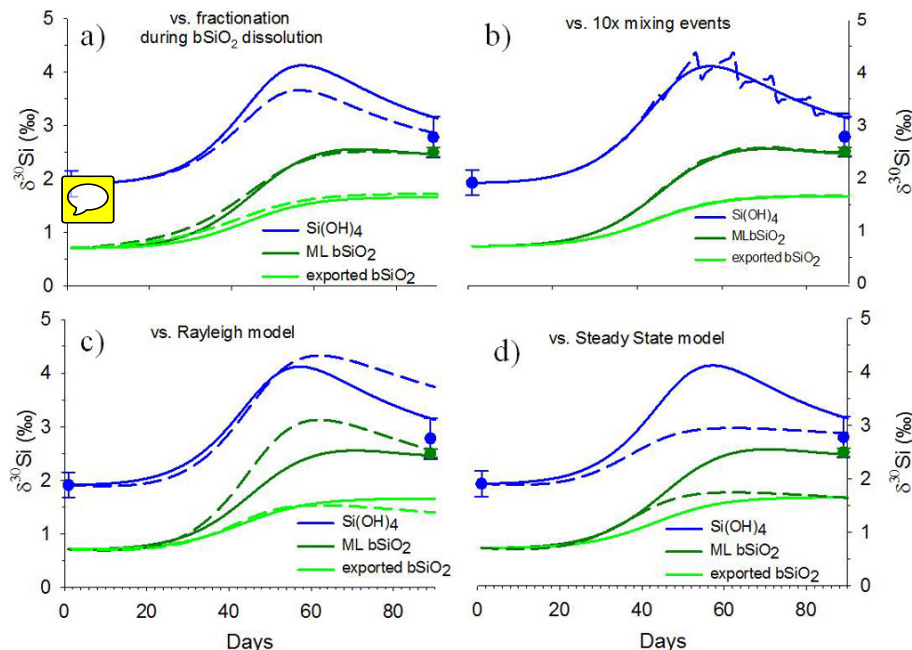 a)
vs. fractionation
during bSiO2 dissolution
5
4
3
2
1
0
δ30Si (‰)
Si(OH)4
ML bSiO2
exported bSiO2
b)
vs. 10x mixing events
5
4
3
2
1
0
δ30Si (‰)
Si(OH)4
MLbSiO2
exported bSiO2
c)
vs. Rayleigh model
5
4
3
2
1
0
δ30Si (‰)
Si(OH)4
ML bSiO2
exported bSiO2
0 20 40 60 80
Days
d)
vs. Steady State model
5
4
3
2
1
0
δ30Si (‰)
Si(OH)4
ML bSiO2
exported bSiO2
0 20 40 60 80
Days